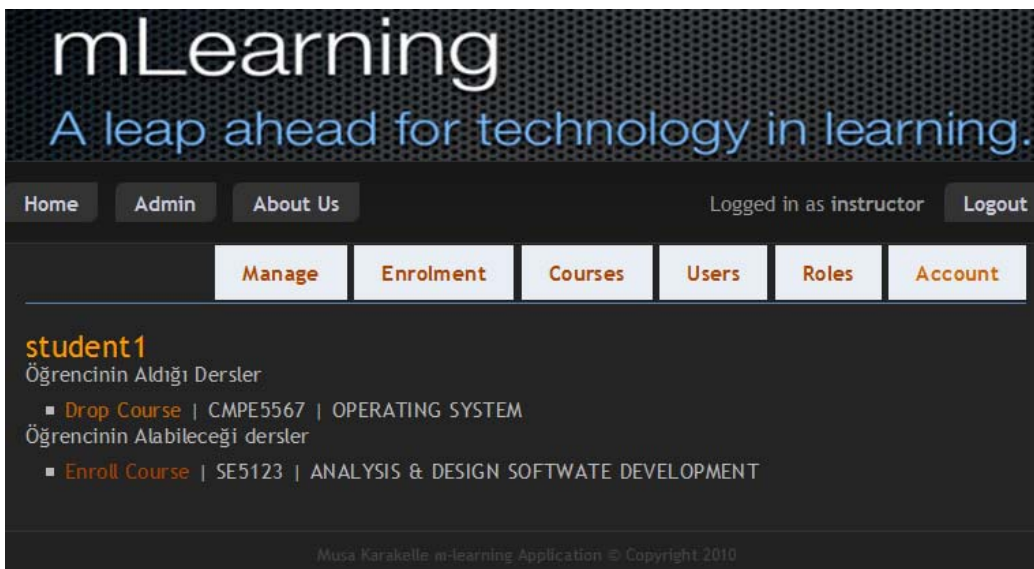 mLearning
A leap ahead for technology in learning.
Home Admin About Us Logged in as instructor Logout
Manage Enrolment Courses Users Roles Account
student1
Öğrencinin Aldığı Dersler
Drop Course | CMPE5567 | OPERATING SYSTEM
Öğrencinin Alabileceği dersler
Enroll Course | SE5123 | ANALYSIS & DESIGN SOFTWATE DEVELOPMENT
Musa Karakelle m-learning Application © Copyright 2010